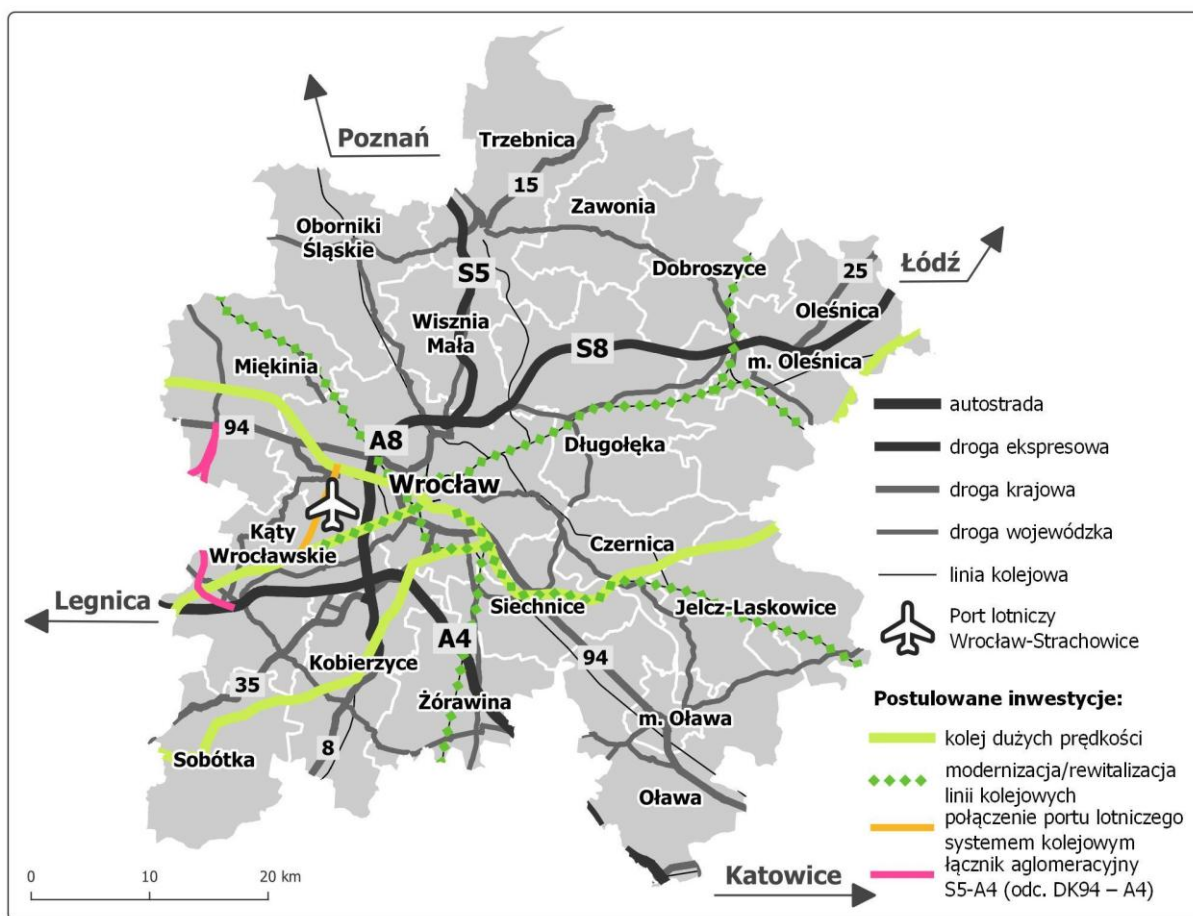 Poznań
Trzebnica
15
Zawonia
Oborniki
Śląskie
Dobroszyce
25
Łódź
S5
Oleśnica
Wisznia
Mała
S8
Miękinia
m. Oleśnica
94
A8
Długołęka
Wrocław
Kąty
Wrocławskie
Czernica
Legnica
Siechnice
Jelcz-Laskowice
A4
Kobierzyce
94
35
Żórawina
m. Oława
8
Sobótka
Oława
Katowice
autostrada
droga ekspresowa
droga krajowa
droga wojewódzka
linia kolejowa
Port lotniczy
Wrocław-Strachowice
Postulowane inwestycje:
kolej dużych prędkości
modernizacja/rewitalizacja
linii kolejowych
połączenie portu lotniczego
systemem kolejowym
łącznik aglomeracyjny
S5-A4 (odc. DK94 – A4)
0 10 20 km